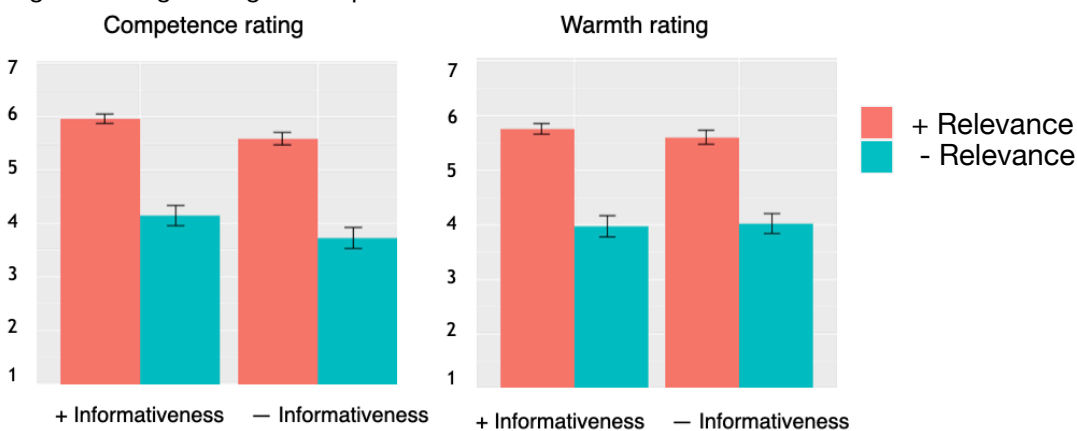 Competence rating
7
6
5
4
3
2
1
+ Informativeness — Informativeness
Warmth rating
7
6
5
4
3
2
1
+ Informativeness — Informativeness
+ Relevance
- Relevance